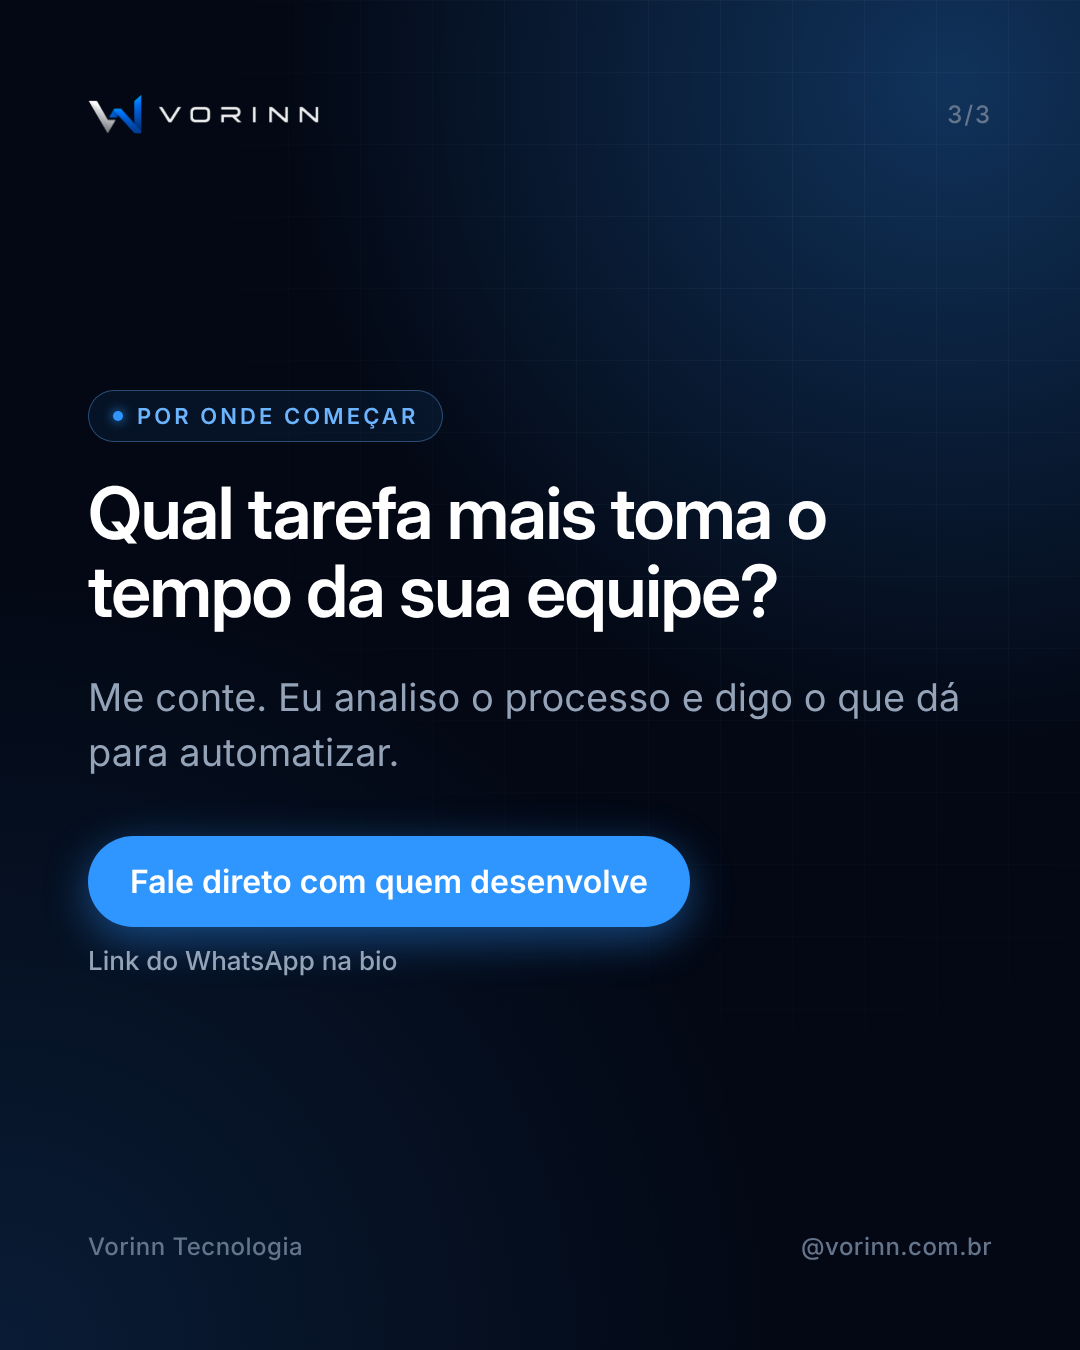 VORINN
3/3
POR ONDE COMEÇAR
Qual tarefa mais toma o
tempo da sua equipe?
Me conte. Eu analiso o processo e digo o que dá
para automatizar.
Fale direto com quem desenvolve
Link do WhatsApp na bio
Vorinn Tecnologia
@vorinn.com.br